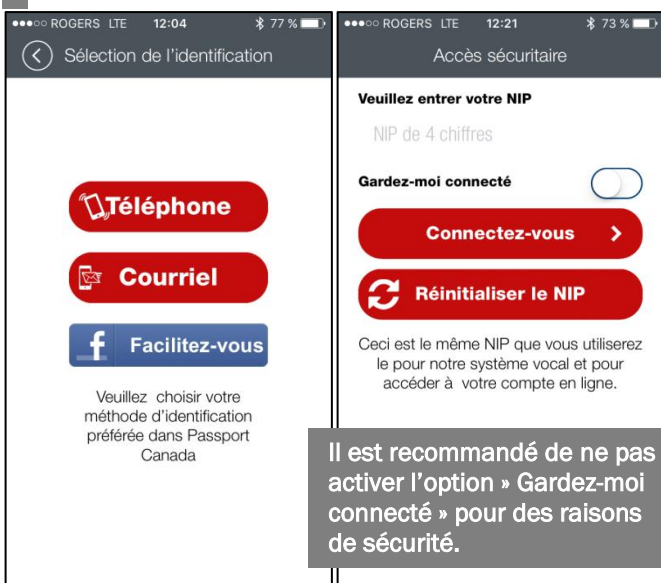 ROGERS LTE 12:04 77 %
Sélection de l'identification
Téléphone
Courriel
f Facilitez-vous
Veuillez choisir votre
méthode d'identification
préférée dans Passport
Canada
ROGERS LTE 12:21 73 %
Accès sécuritaire
Veuillez entrer votre NIP
NIP de 4 chiffres
Gardez-moi connecté
Connectez-vous
Réinitialiser le NIP
Ceci est le même NIP que vous utiliserez
le pour notre système vocal et pour
accéder à votre compte en ligne.
Il est recommandé de ne pas
activer l'option » Gardez-moi
connecté » pour des raisons
de sécurité.